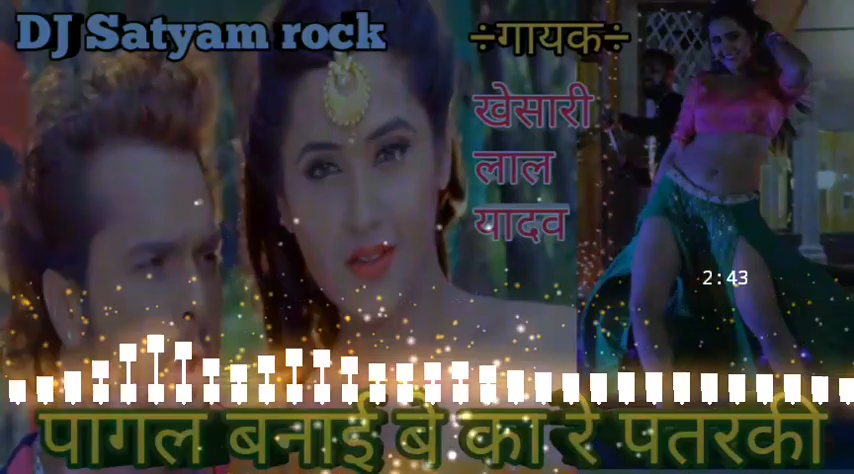 DJ Satyam rock
÷गायक÷
खेसारी
लाल
यादव
2:43
पागल बनाई बे का रे पतरकी